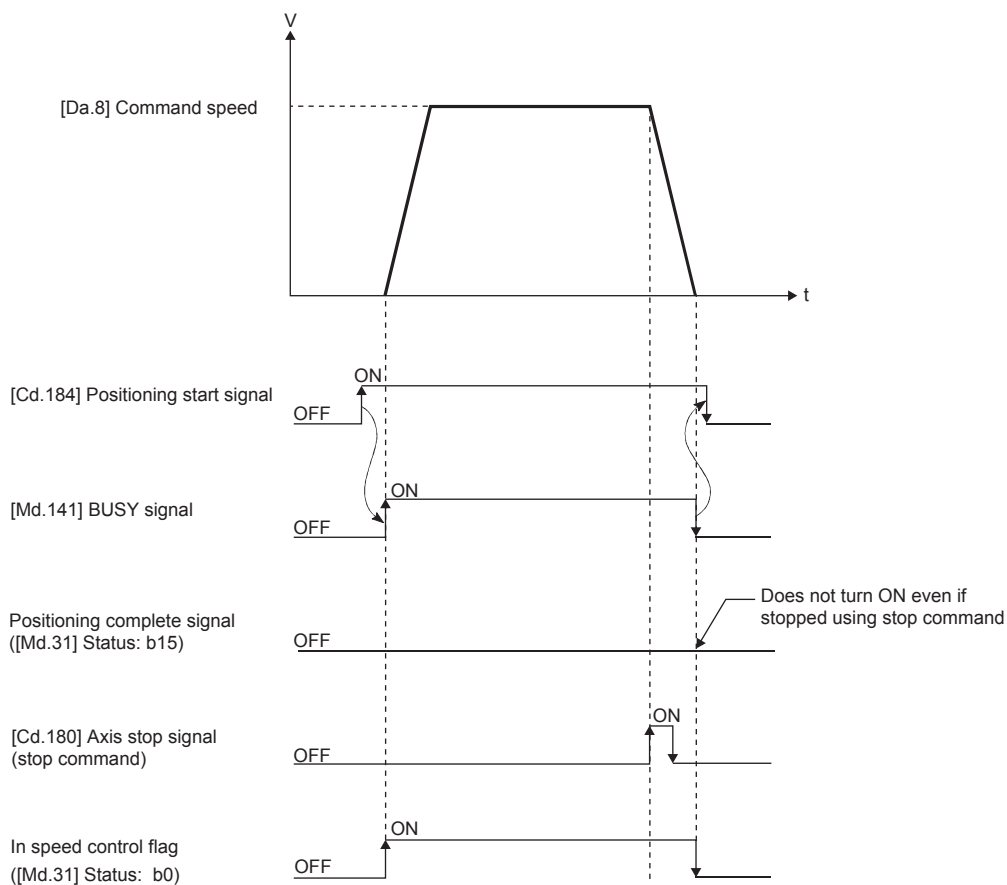 V
[Da.8] Command speed
t
ON
[Cd.184] Positioning start signal
OFF
ON
[Md.141] BUSY signal
OFF
Does not turn ON even if
stopped using stop command
Positioning complete signal
([Md.31] Status: b15)
OFF
ON
[Cd.180] Axis stop signal
(stop command)
OFF
ON
In speed control flag
([Md.31] Status: b0)
OFF